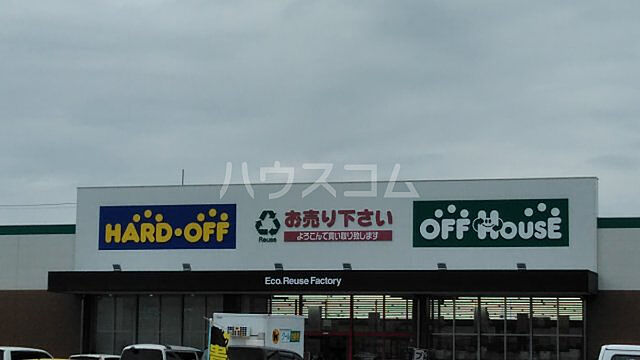 ハウスコム
HARD・OFF
Reuse
お売り下さい
よろこんで買い取り致します
OFF HOUSE
Eco. Reuse Factory